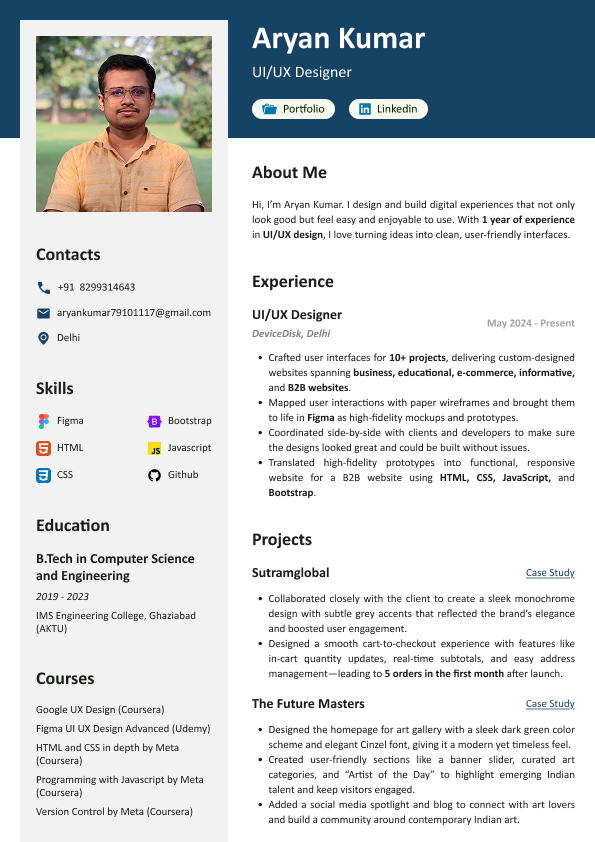 Aryan Kumar
UI/UX Designer
Portfolio
Linkedin
Contacts
+91 8299314643
aryankumar79101117@gmail.com
Delhi
Skills
Figma
Bootstrap
HTML
JS
Javascript
CSS
Github
Education
B.Tech in Computer Science
and Engineering
2019 - 2023
IMS Engineering College, Ghaziabad
(AKTU)
Courses
Google UX Design (Coursera)
Figma UI UX Design Advanced (Udemy)
HTML and CSS in depth by Meta
(Coursera)
Programming with Javascript by Meta
(Coursera)
Version Control by Meta (Coursera)
About Me
Hi, I’m Aryan Kumar. I design and build digital experiences that not only
look good but feel easy and enjoyable to use. With 1 year of experience
in UI/UX design, I love turning ideas into clean, user-friendly interfaces.
Experience
UI/UX Designer
May 2024 - Present
DeviceDisk, Delhi
• Crafted user interfaces for 10+ projects, delivering custom-designed
websites spanning business, educational, e-commerce, informative,
and B2B websites.
• Mapped user interactions with paper wireframes and brought them
to life in Figma as high-fidelity mockups and prototypes.
• Coordinated side-by-side with clients and developers to make sure
the designs looked great and could be built without issues.
• Translated high-fidelity prototypes into functional, responsive
website for a B2B website using HTML, CSS, JavaScript, and
Bootstrap.
Projects
Sutramglobal
Case Study
• Collaborated closely with the client to create a sleek monochrome
design with subtle grey accents that reflected the brand’s elegance
and boosted user engagement.
• Designed a smooth cart-to-checkout experience with features like
in-cart quantity updates, real-time subtotals, and easy address
management—leading to 5 orders in the first month after launch.
The Future Masters
Case Study
• Designed the homepage for art gallery with a sleek dark green color
scheme and elegant Cinzel font, giving it a modern yet timeless feel.
• Created user-friendly sections like a banner slider, curated art
categories, and “Artist of the Day” to highlight emerging Indian
talent and keep visitors engaged.
• Added a social media spotlight and blog to connect with art lovers
and build a community around contemporary Indian art.